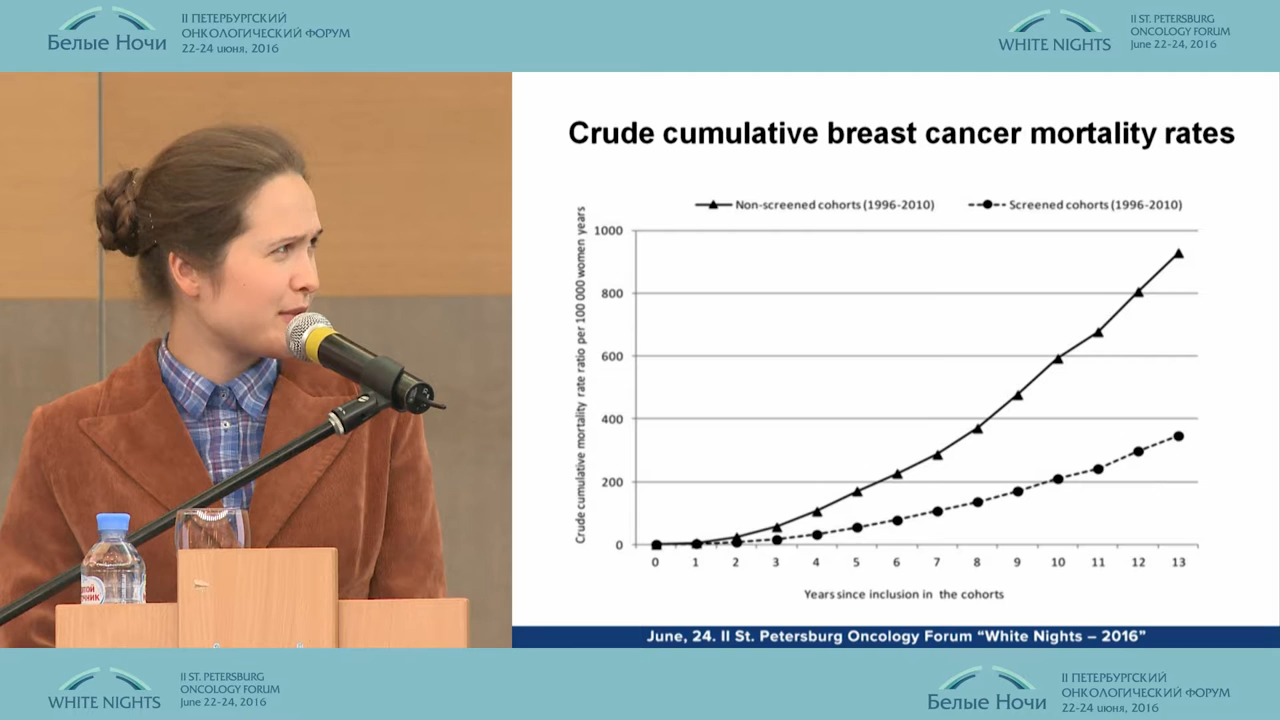 Белые Ночи
II ПЕТЕРБУРГСКИЙ
ОНКОЛОГИЧЕСКИЙ ФОРУМ
22-24 июня, 2016
WHITE NIGHTS
II ST. PETERSBURG
ONCOLOGY FORUM
June 22-24, 2016
Crude cumulative breast cancer mortality rates
Non-screened cohorts (1996-2010)
Screened cohorts (1996-2010)
Crude cumulative mortality rate ratio per 100 000 women years
1000
800
600
400
200
0
0 1 2 3 4 5 6 7 8 9 10 11 12 13
Years since inclusion in the cohorts
June, 24. II St. Petersburg Oncology Forum “White Nights – 2016”
WHITE NIGHTS
II ST. PETERSBURG
ONCOLOGY FORUM
June 22-24, 2016
Белые Ночи
II ПЕТЕРБУРГСКИЙ
ОНКОЛОГИЧЕСКИЙ ФОРУМ
22-24 июня, 2016